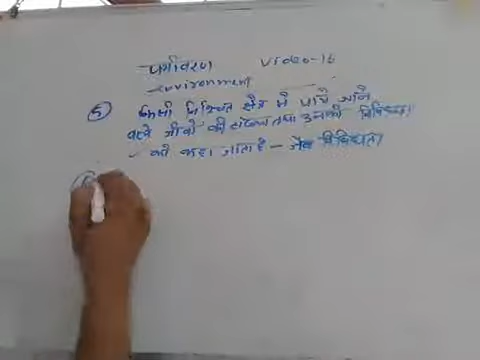 पर्यावरण Video-16
Environment
⑤ किसी निश्चित क्षेत्र में पाये जाने
वाले जीवों की संख्या तथा उनकी विविधता
को कहा जाता है - जैव विविधता